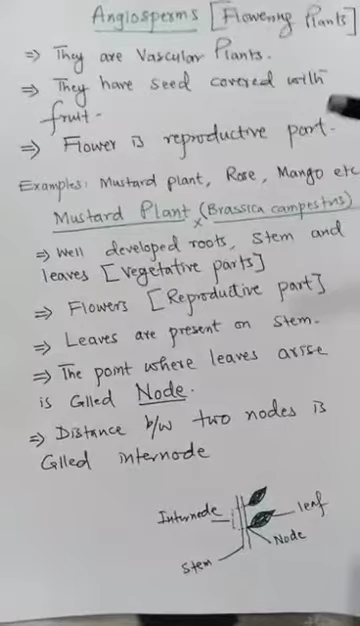 Angiosperms [Flowering Plants]
⇒ They are Vascular Plants.
⇒ They have seed covered with
fruit.
⇒ Flower is reproductive part.
Examples: Mustard plant, Rose, Mango etc
Mustard Plant (Brassica campestris)
⇒ Well developed roots, stem and
leaves [Vegetative parts]
⇒ Flowers [Reproductive part]
⇒ Leaves are present on stem.
⇒ The point where leaves arise
is Called Node.
⇒ Distance b/w two nodes is
Called internode
Internode
leaf
Node
Stem